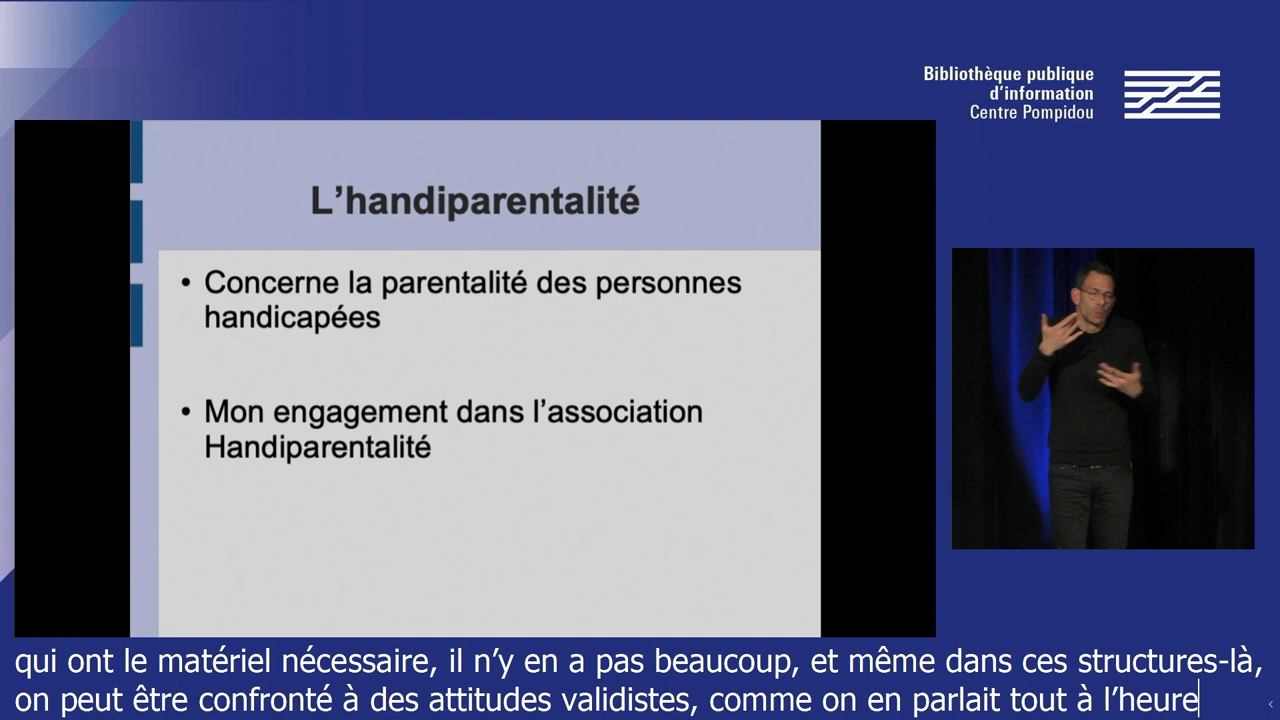 Bibliothèque publique
d'information
Centre Pompidou
L'handiparentalité
• Concerne la parentalité des personnes
handicapées
• Mon engagement dans l'association
Handiparentalité
qui ont le matériel nécessaire, il n'y en a pas beaucoup, et même dans ces structures-là,
on peut être confronté à des attitudes validistes, comme on en parlait tout à l'heure